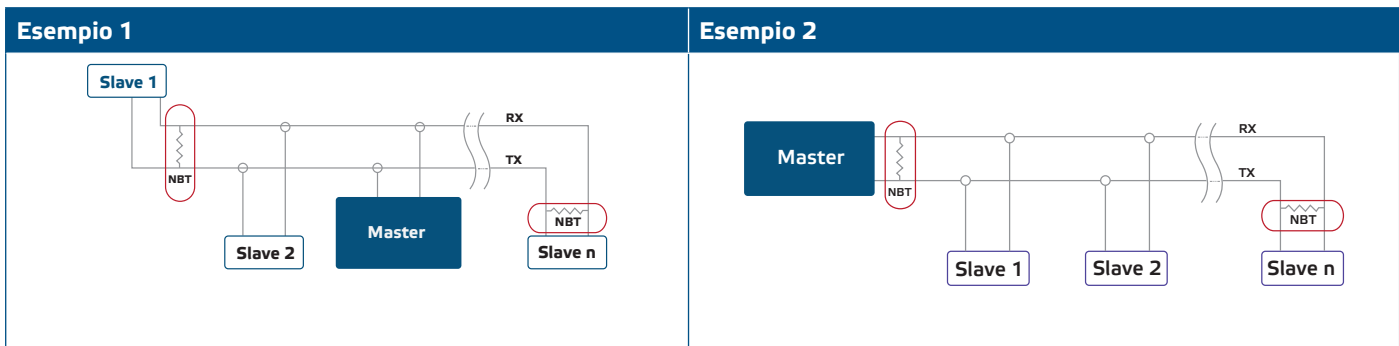 Esempio 1
Slave 1
RX
TX
NBT
NBT
Master
Slave 2
Slave n
Esempio 2
RX
Master
TX
NBT
NBT
Slave 1
Slave 2
Slave n